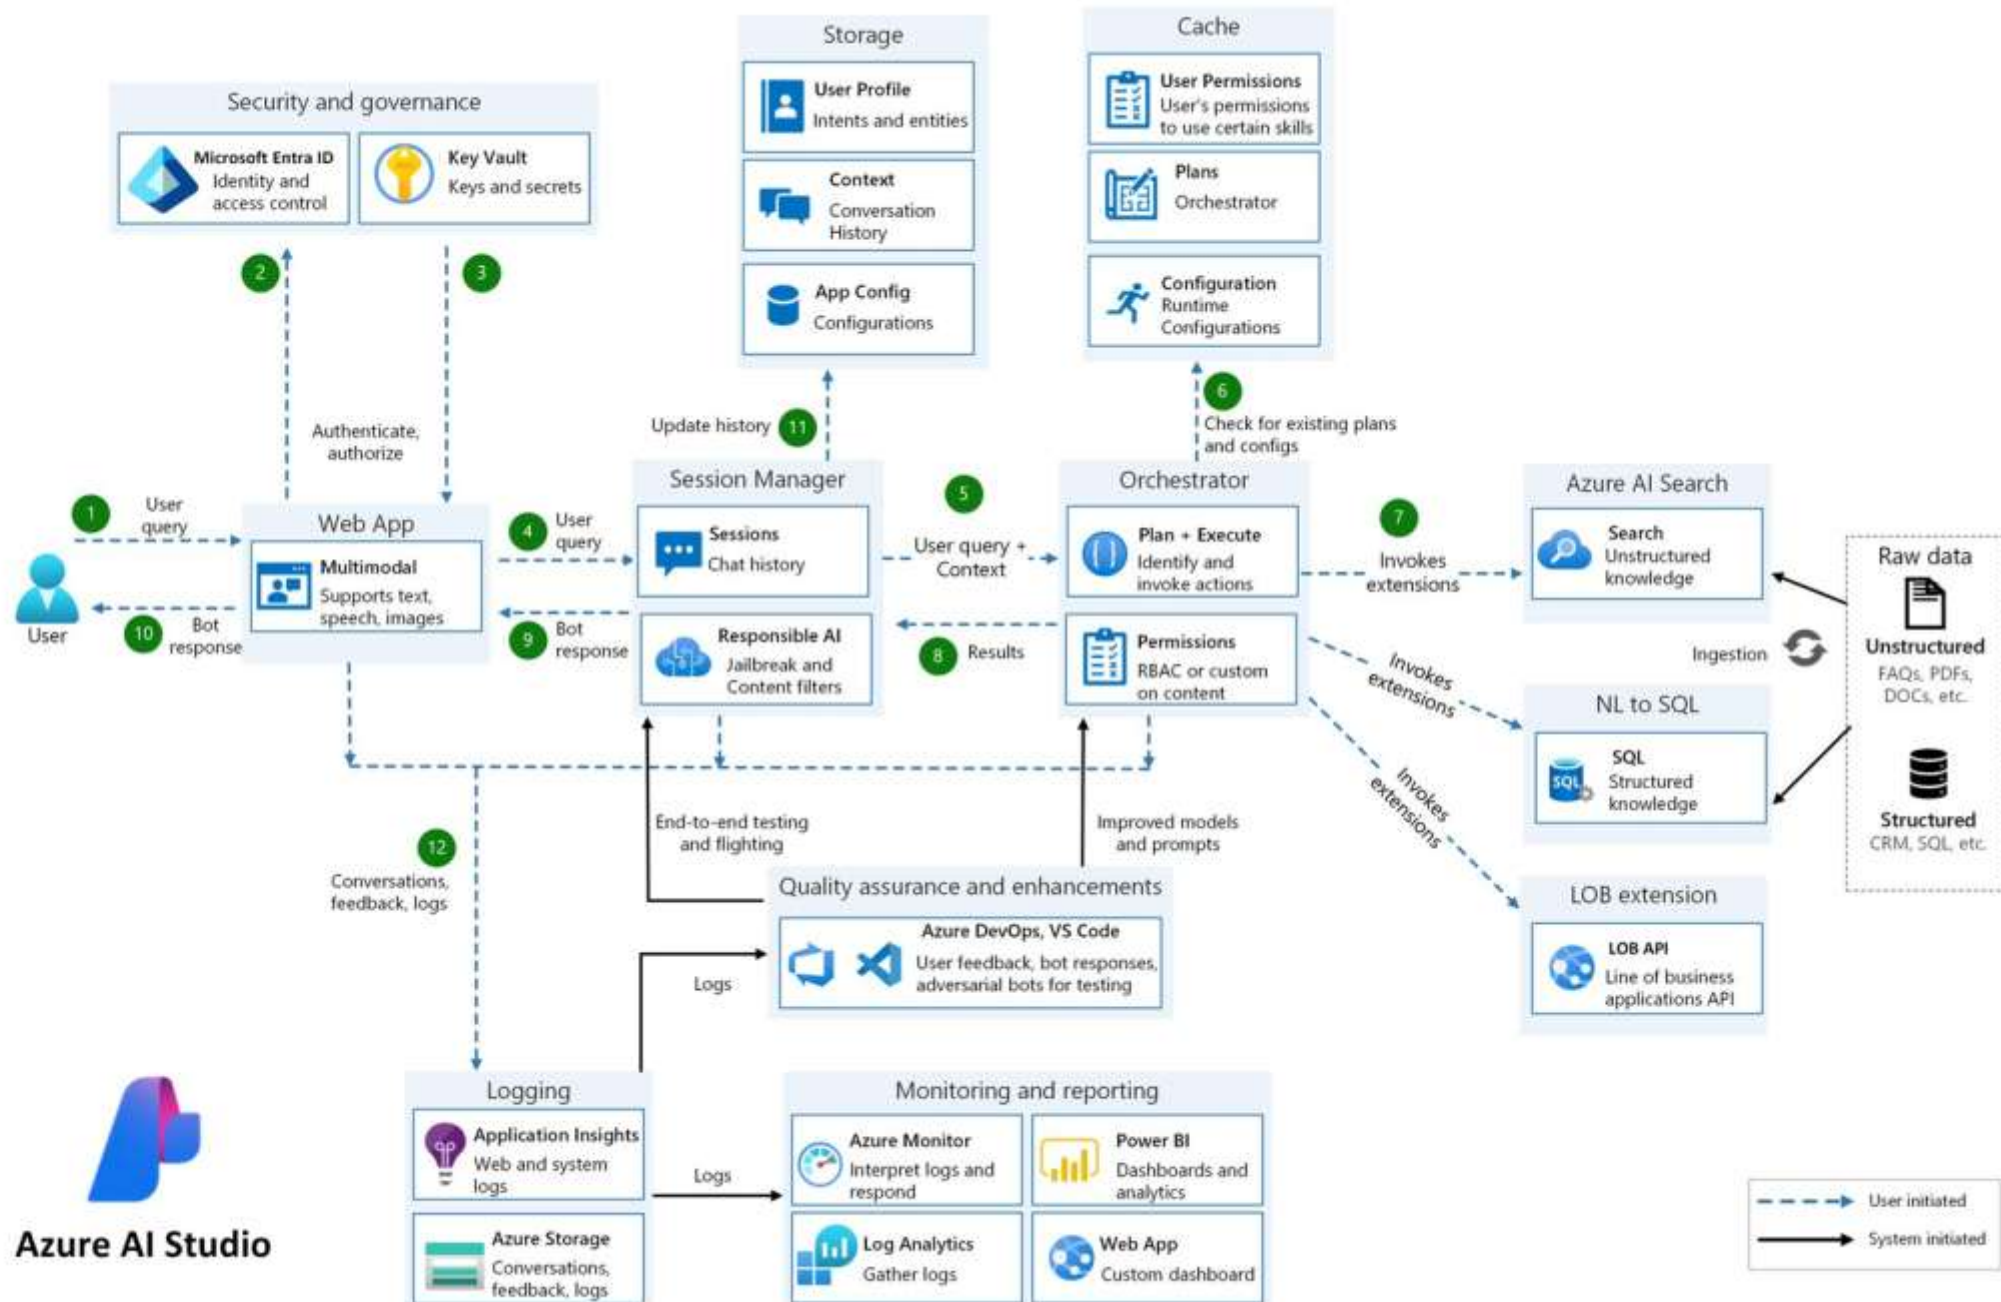 Storage
User Profile
Intents and entities
Context
Conversation
History
App Config
Configurations
Cache
User Permissions
User's permissions
to use certain skills
Plans
Orchestrator
Configuration
Runtime
Configurations
Security and governance
Microsoft Entra ID
Identity and
access control
Key Vault
Keys and secrets
2
3
Authenticate,
authorize
Update history
11
6
Check for existing plans
and configs
1
User
query
User
10
Bot
response
Web App
Multimodal
Supports text,
speech, images
4
User
query
9
Bot
response
Session Manager
Sessions
Chat history
Responsible AI
Jailbreak and
Content filters
5
User query +
Context
8
Results
Orchestrator
Plan + Execute
Identify and
invoke actions
Permissions
RBAC or custom
on content
7
Invokes
extensions
Invokes
extensions
Invokes
extensions
Azure AI Search
Search
Unstructured
knowledge
NL to SQL
SQL
SQL
Structured
knowledge
LOB extension
LOB API
Line of business
applications API
Ingestion
Raw data
Unstructured
FAQs, PDFs,
DOCs, etc.
Structured
CRM, SQL, etc.
12
Conversations,
feedback, logs
End-to-end testing
and flighting
Improved models
and prompts
Quality assurance and enhancements
Azure DevOps, VS Code
User feedback, bot responses,
adversarial bots for testing
Logs
Logging
Application Insights
Web and system
logs
Azure Storage
Conversations,
feedback, logs
Logs
Monitoring and reporting
Azure Monitor
Interpret logs and
respond
Power BI
Dashboards and
analytics
Log Analytics
Gather logs
Web App
Custom dashboard
Azure AI Studio
User initiated
System initiated